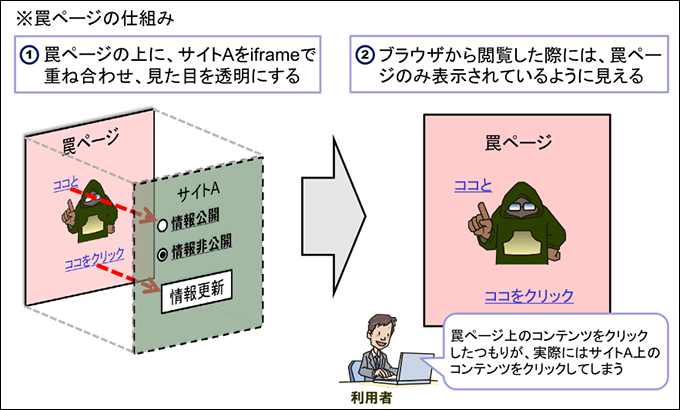 ※罠ページの仕組み
① 罠ページの上に、サイトAをiframeで
重ね合わせ、見た目を透明にする
② ブラウザから閲覧した際には、罠ペー
ジのみ表示されているように見える
罠ページ
ココと
ココをクリック
サイトA
情報公開
情報非公開
情報更新
罠ページ
ココと
ココをクリック
罠ページ上のコンテンツをクリック
したつもりが、実際にはサイトA上の
コンテンツをクリックしてしまう
利用者